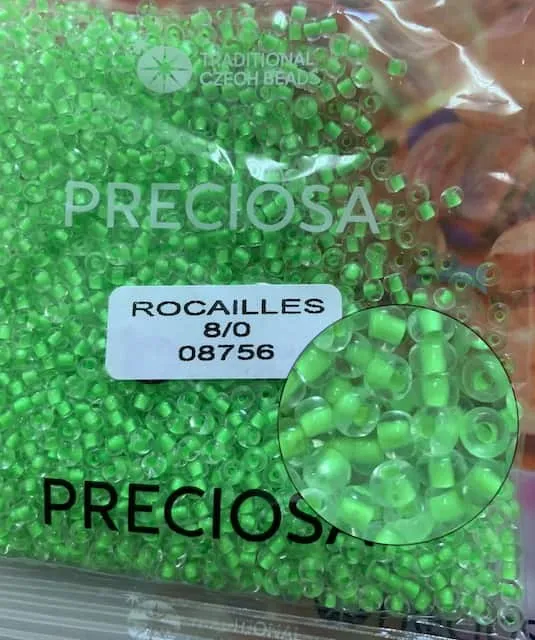 TRADITIONAL
CZECH BEADS
PRECIOSA
ROCAILLES
8/0
08756
PRECIOSA